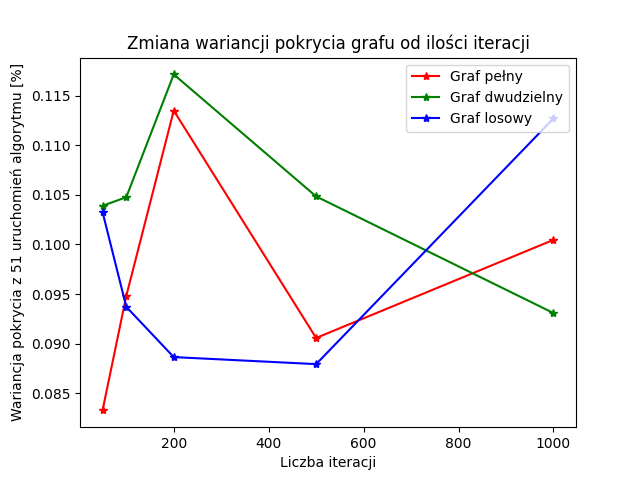 Zmiana wariancji pokrycia grafu od ilości iteracji
Graf pełny
Graf dwudzielny
Graf losowy
Wariancja pokrycia z 51 uruchomień algorytmu [%]
0.115
0.110
0.105
0.100
0.095
0.090
0.085
200
400
600
800
1000
Liczba iteracji